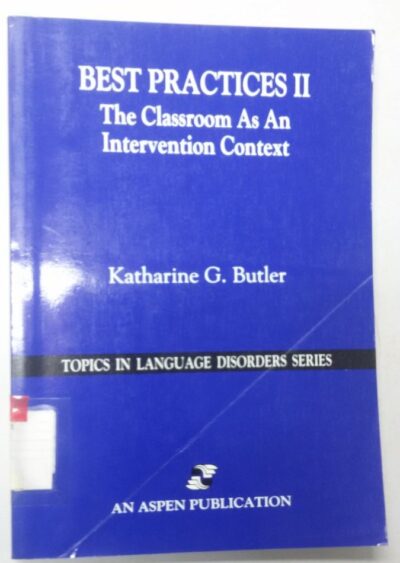 BEST PRACTICES II
The Classroom As An
Intervention Context
Katharine G. Butler
TOPICS IN LANGUAGE DISORDERS SERIES
AN ASPEN PUBLICATION